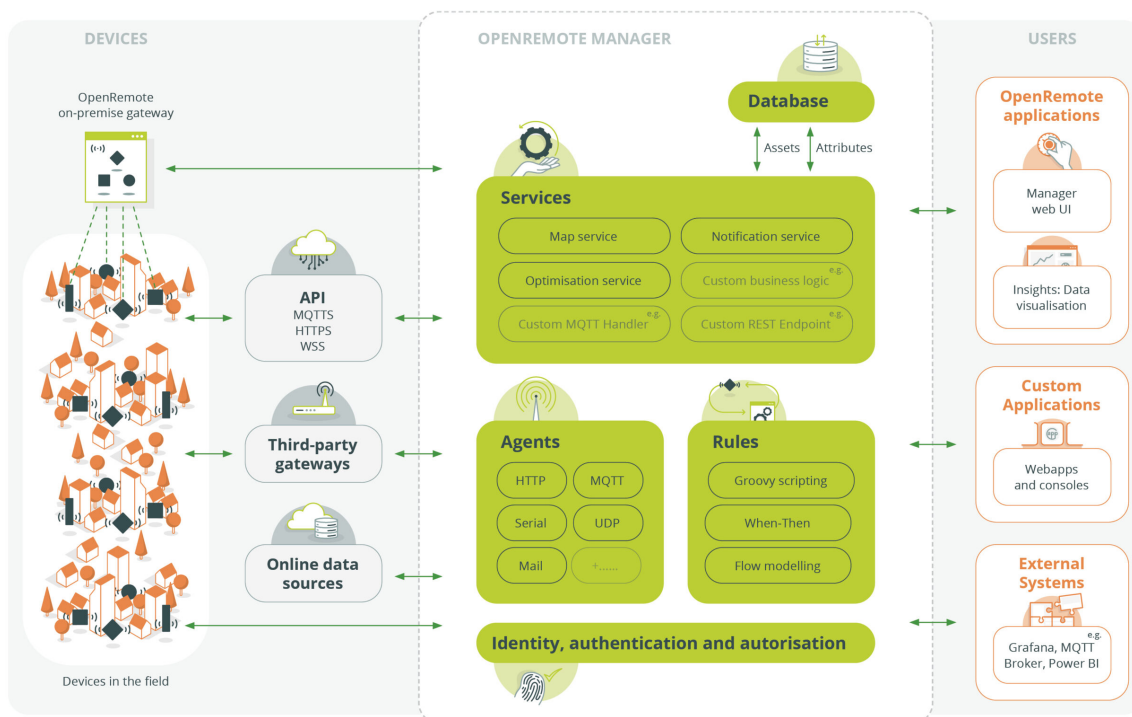 DEVICES
OPENREMOTE MANAGER
USERS
OpenRemote
on-premise gateway
Devices in the field
API
MQTTS
HTTPS
WSS
Third-party
gateways
Online data
sources
Database
Assets
Attributes
Services
Map service
Notification service
Optimisation service
Custom business logic
e.g.
Custom MQTT Handler
e.g.
Custom REST Endpoint
e.g.
Agents
HTTP
MQTT
Serial
UDP
Mail
+......
Rules
Groovy scripting
When-Then
Flow modelling
Identity, authentication and autorisation
OpenRemote
applications
Manager
web UI
Insights: Data
visualisation
Custom
Applications
Webapps
and consoles
External
Systems
e.g.
Grafana, MQTT
Broker, Power BI